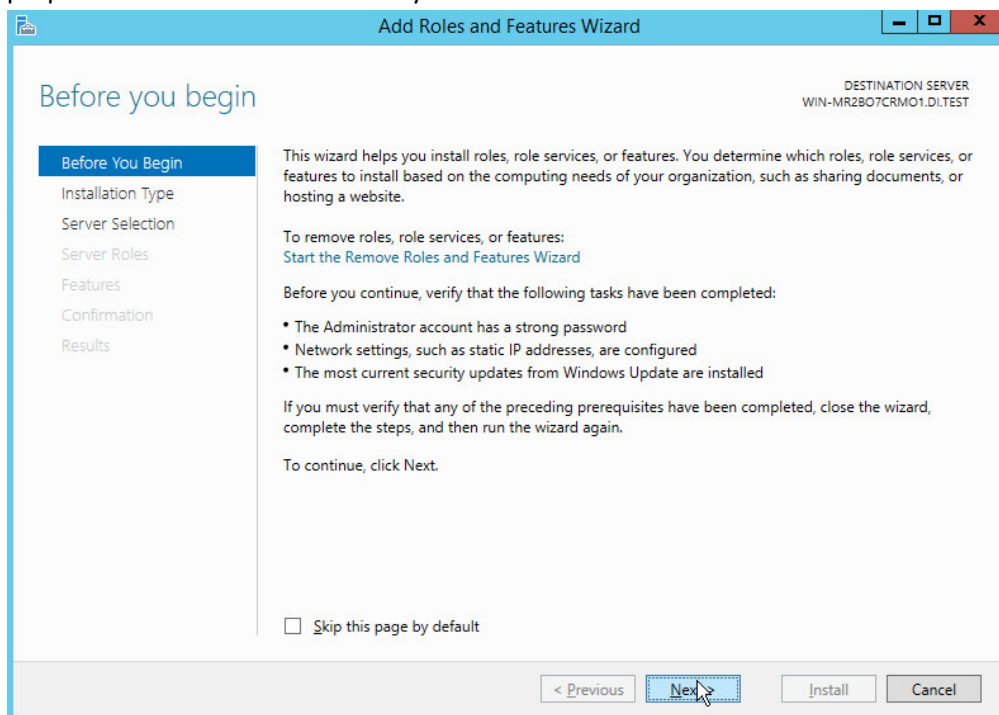 Add Roles and Features Wizard
Before you begin
DESTINATION SERVER
WIN-MR2BO7CRMO1.DI.TEST
Before You Begin
Installation Type
Server Selection
Server Roles
Features
Confirmation
Results
This wizard helps you install roles, role services, or features. You determine which roles, role services, or
features to install based on the computing needs of your organization, such as sharing documents, or
hosting a website.
To remove roles, role services, or features:
Start the Remove Roles and Features Wizard
Before you continue, verify that the following tasks have been completed:
• The Administrator account has a strong password
• Network settings, such as static IP addresses, are configured
• The most current security updates from Windows Update are installed
If you must verify that any of the preceding prerequisites have been completed, close the wizard,
complete the steps, and then run the wizard again.
To continue, click Next.
Skip this page by default
< Previous
Next >
Install
Cancel